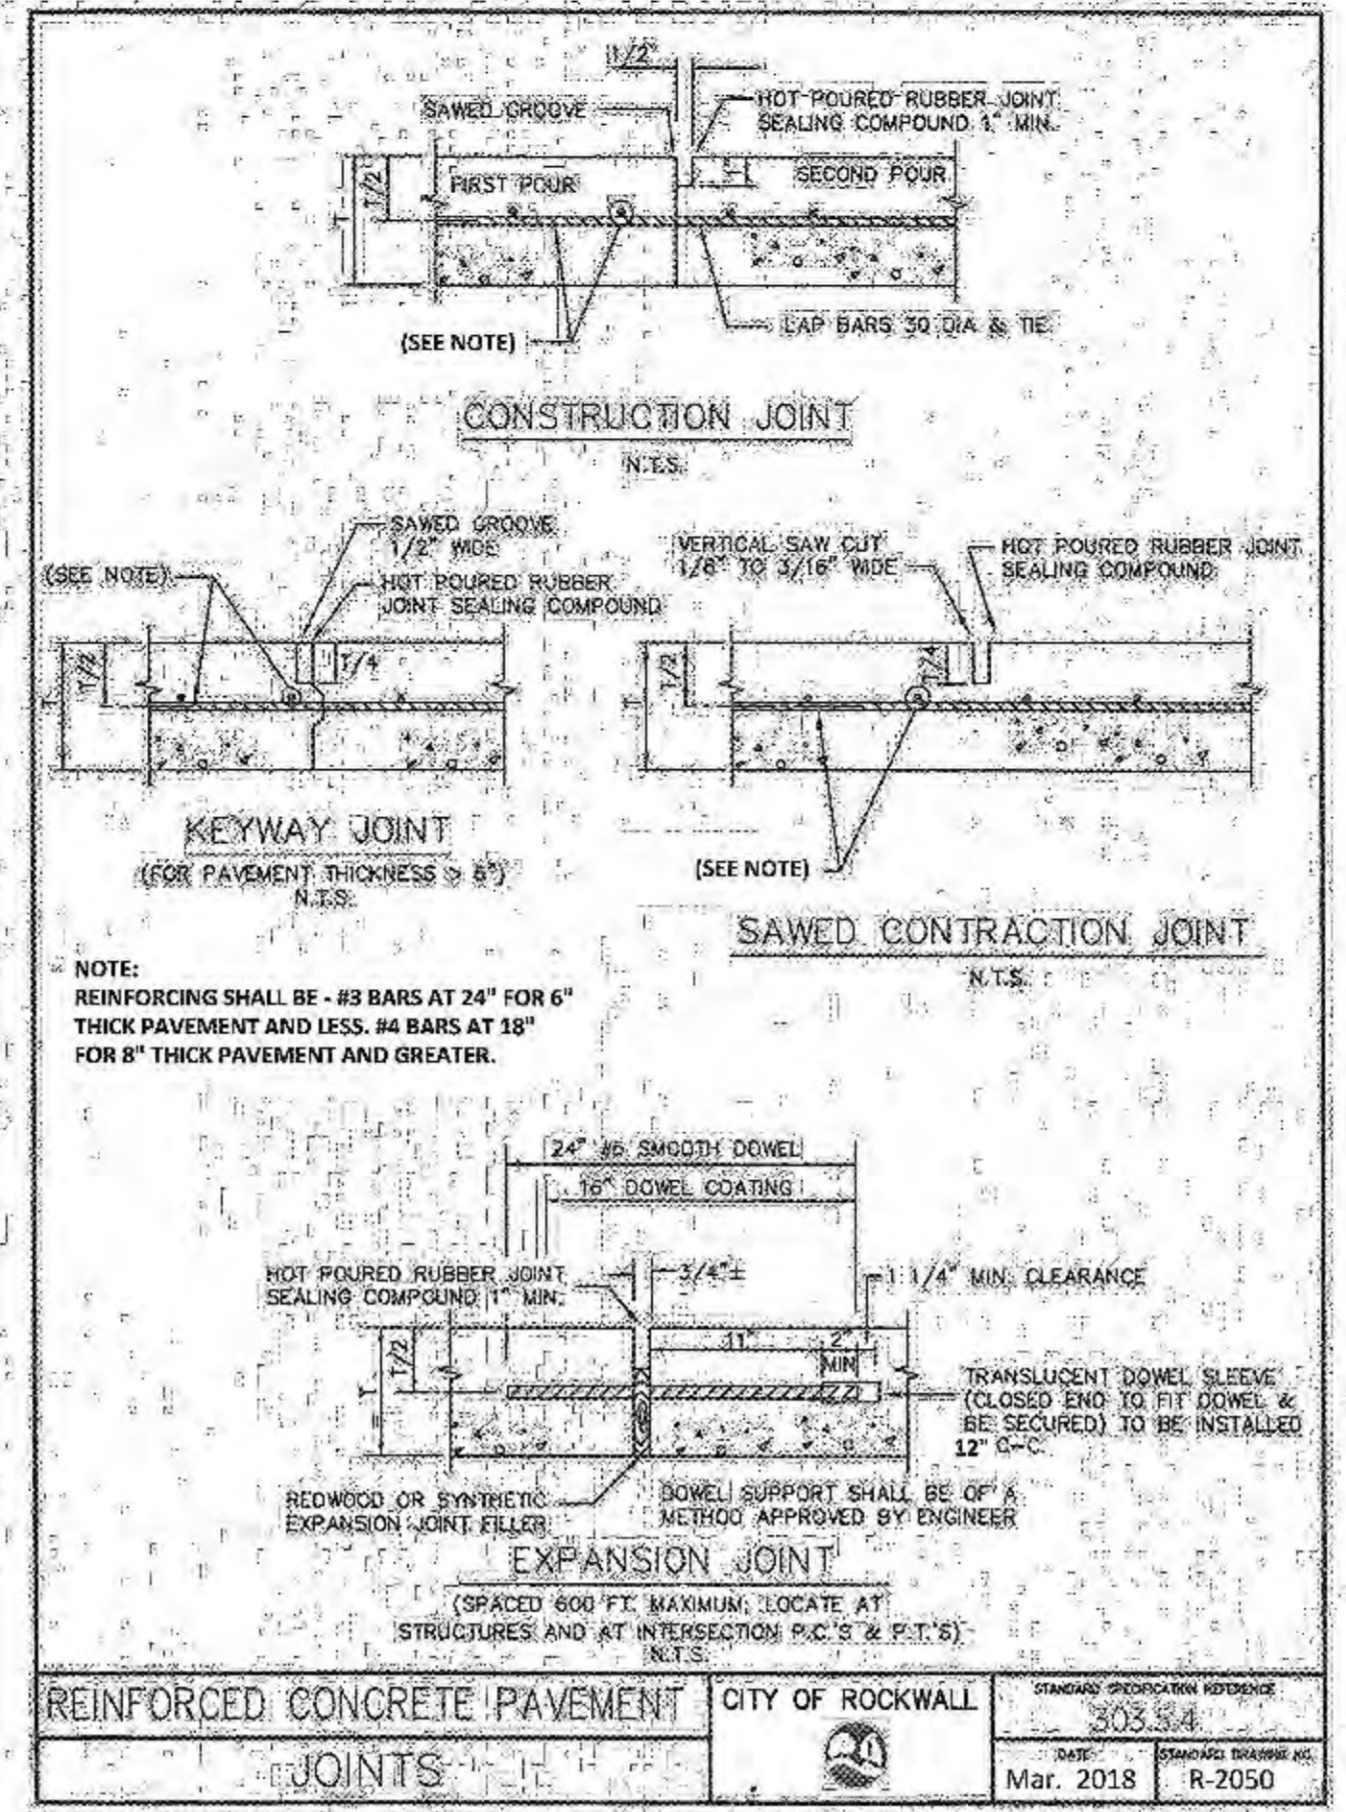 1/2"
SAWED GROOVE
HOT POURED RUBBER JOINT
SEALING COMPOUND 1" MIN.
FIRST POUR
SECOND POUR
T/2
T
1"
(SEE NOTE)
LAP BARS 30 DIA & TIE
CONSTRUCTION JOINT
N.T.S.
SAWED GROOVE
1/2" WIDE
(SEE NOTE)
HOT POURED RUBBER
JOINT SEALING COMPOUND
T/2
T
T/4
KEYWAY JOINT
(FOR PAVEMENT THICKNESS > 6")
N.T.S.
VERTICAL SAW CUT
1/8" TO 3/16" WIDE
HOT POURED RUBBER JOINT
SEALING COMPOUND
T/2
T
T/4
(SEE NOTE)
SAWED CONTRACTION JOINT
N.T.S.
NOTE:
REINFORCING SHALL BE - #3 BARS AT 24" FOR 6"
THICK PAVEMENT AND LESS. #4 BARS AT 18"
FOR 8" THICK PAVEMENT AND GREATER.
24" #6 SMOOTH DOWEL
16" DOWEL COATING
HOT POURED RUBBER JOINT
SEALING COMPOUND 1" MIN.
3/4"±
1 1/4" MIN. CLEARANCE
T/2
T
11"
2"
MIN
TRANSLUCENT DOWEL SLEEVE
(CLOSED END TO FIT DOWEL &
BE SECURED) TO BE INSTALLED
12" C-C
REDWOOD OR SYNTHETIC
EXPANSION JOINT FILLER
DOWEL SUPPORT SHALL BE OF A
METHOD APPROVED BY ENGINEER
EXPANSION JOINT
(SPACED 600 FT. MAXIMUM; LOCATE AT
STRUCTURES AND AT INTERSECTION P.C.'S & P.T.'S)
N.T.S.
REINFORCED CONCRETE PAVEMENT
JOINTS
CITY OF ROCKWALL
STANDARD SPECIFICATION REFERENCE
303.5.4
DATE
Mar. 2018
STANDARD DRAWING NO.
R-2050